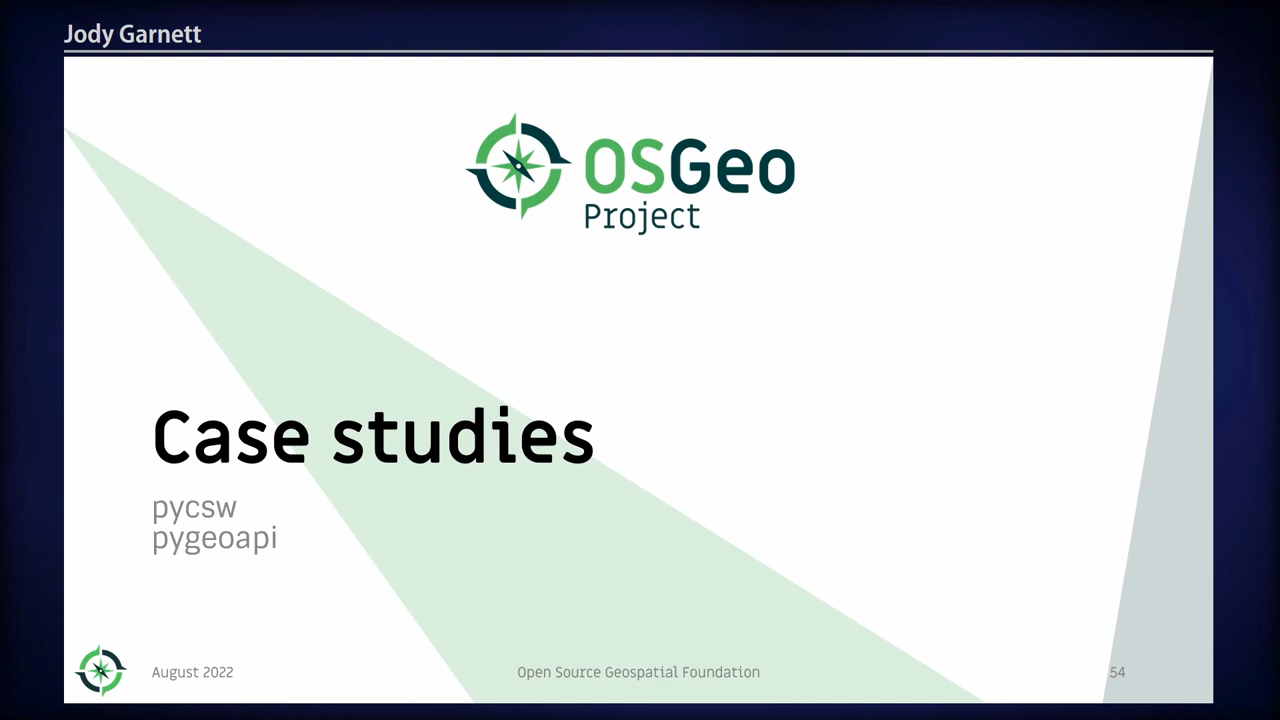 Jody Garnett
OSGeo
Project
Case studies
pycsw
pygeoapi
August 2022
Open Source Geospatial Foundation
54